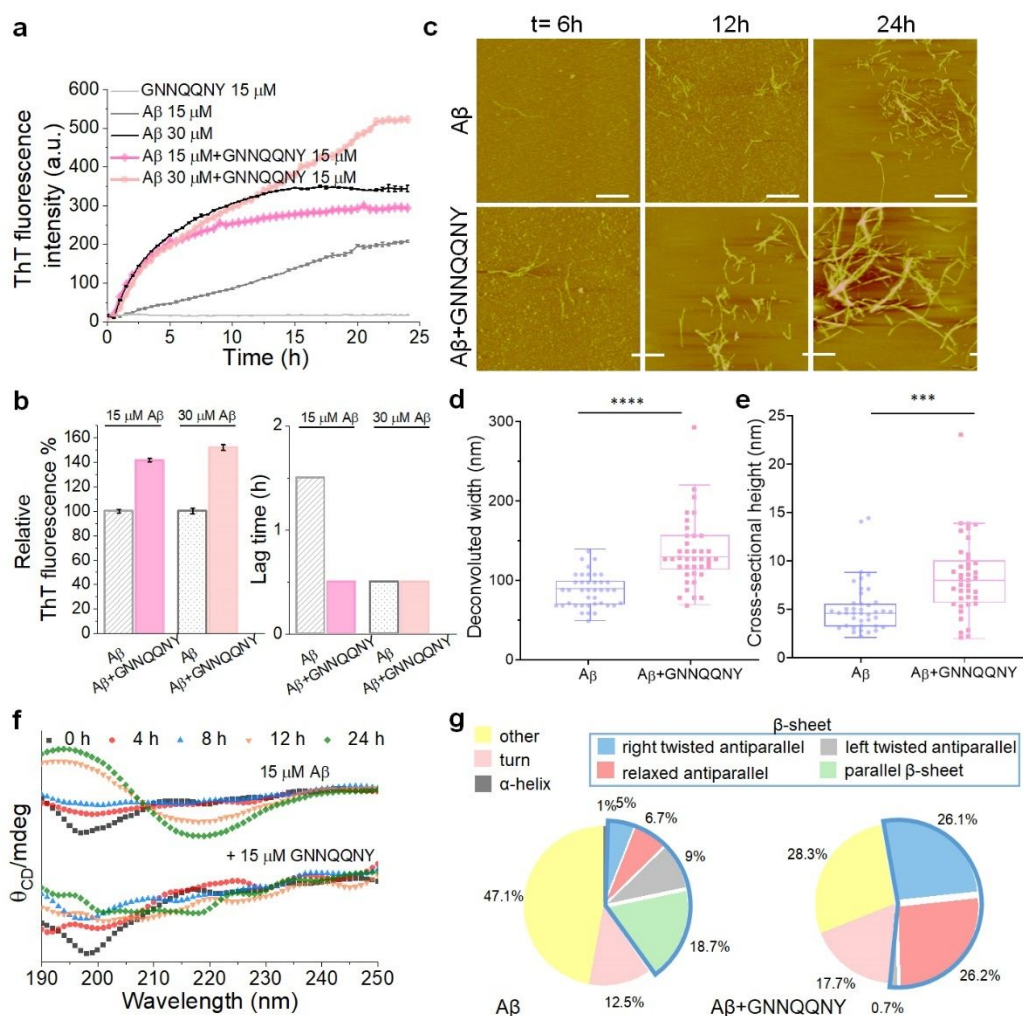 a
ThT fluorescence
intensity (a.u.)
600
500
400
300
200
100
0
GNNQQNY 15 μM
Aβ 15 μM
Aβ 30 μM
Aβ 15 μM+GNNQQNY 15 μM
Aβ 30 μM+GNNQQNY 15 μM
0 5 10 15 20 25
Time (h)
c
t= 6h 12h 24h
Aβ
Aβ+GNNQQNY
b
Relative
ThT fluorescence %
15 μM Aβ 30 μM Aβ
160
140
120
100
80
60
40
20
0
Aβ
Aβ+GNNQQNY
Aβ
Aβ+GNNQQNY
Lag time (h)
15 μM Aβ 30 μM Aβ
2
1
0
Aβ
Aβ+GNNQQNY
Aβ
Aβ+GNNQQNY
d
****
Deconvoluted width (nm)
300
200
100
0
Aβ Aβ+GNNQQNY
e
***
Cross-sectional height (nm)
25
20
15
10
5
0
Aβ Aβ+GNNQQNY
f
0 h 4 h 8 h 12 h 24 h
15 μM Aβ
+ 15 μM GNNQQNY
θCD/mdeg
190 200 210 220 230 240 250
Wavelength (nm)
g
other
turn
α-helix
β-sheet
right twisted antiparallel left twisted antiparallel
relaxed antiparallel parallel β-sheet
1% 5%
6.7%
9%
18.7%
12.5%
47.1%
Aβ
26.1%
26.2%
0.7%
17.7%
28.3%
Aβ+GNNQQNY